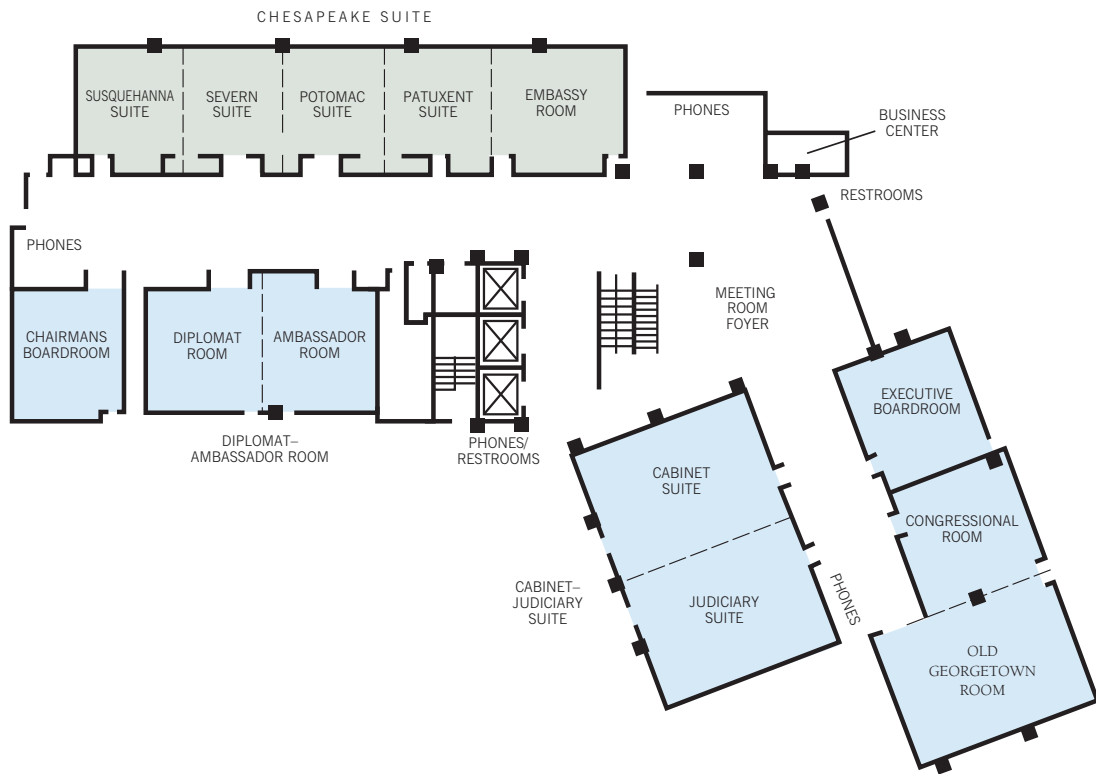 CHESAPEAKE SUITE
SUSQUEHANNA
SUITE
SEVERN
SUITE
POTOMAC
SUITE
PATUXENT
SUITE
EMBASSY
ROOM
PHONES
BUSINESS
CENTER
RESTROOMS
PHONES
CHAIRMANS
BOARDROOM
DIPLOMAT
ROOM
AMBASSADOR
ROOM
MEETING
ROOM
FOYER
DIPLOMAT–
AMBASSADOR ROOM
PHONES/
RESTROOMS
EXECUTIVE
BOARDROOM
CABINET
SUITE
CONGRESSIONAL
ROOM
CABINET–
JUDICIARY
SUITE
JUDICIARY
SUITE
PHONES
OLD
GEORGETOWN
ROOM